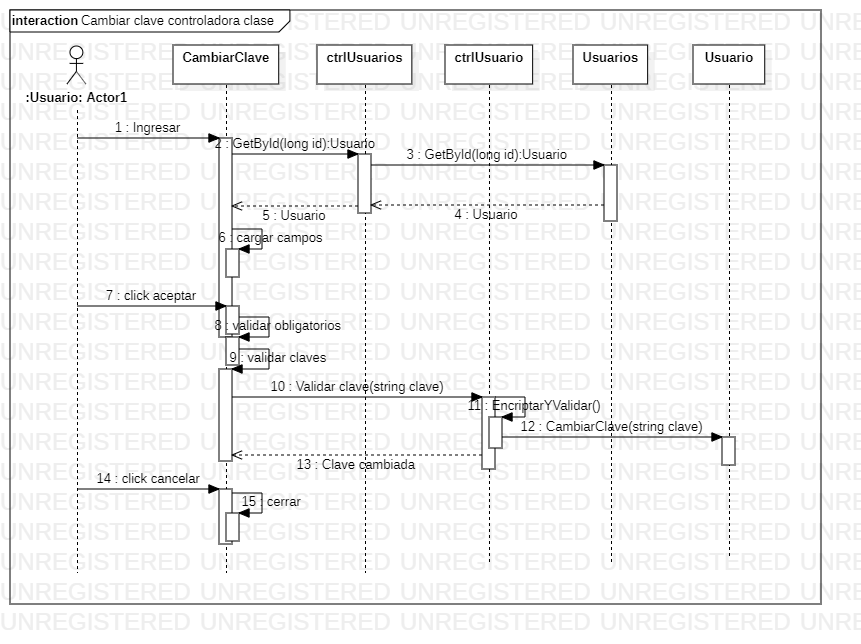 interaction Cambiar clave controladora clase
CambiarClave
ctrlUsuarios
ctrlUsuario
Usuarios
Usuario
:Usuario: Actor1
1 : Ingresar
2 : GetById(long id):Usuario
3 : GetById(long id):Usuario
4 : Usuario
5 : Usuario
6 : cargar campos
7 : click aceptar
8 : validar obligatorios
9 : validar claves
10 : Validar clave(string clave)
11 : EncriptarYValidar()
12 : CambiarClave(string clave)
13 : Clave cambiada
14 : click cancelar
15 : cerrar
UNREGISTERED UNREGISTERED UNREGISTERED UNREGISTERED